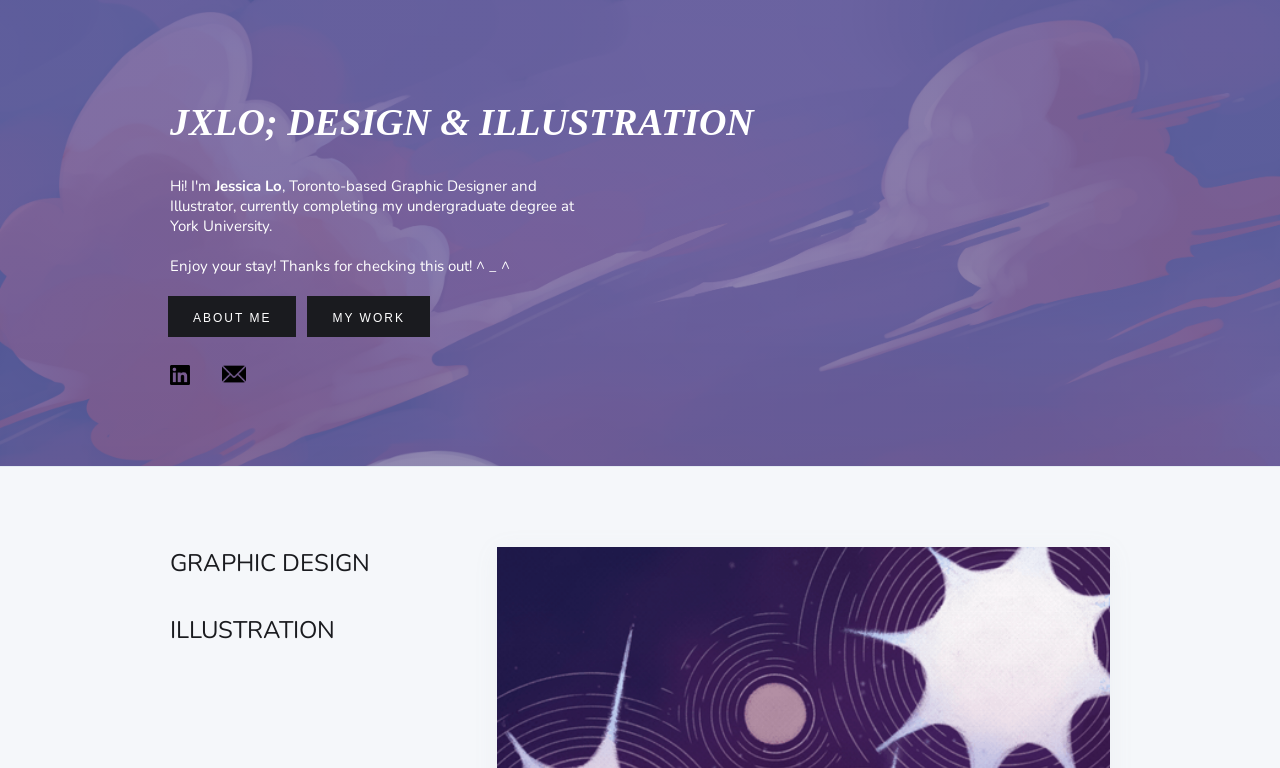 JXLO; DESIGN & ILLUSTRATION
Hi! I'm Jessica Lo, Toronto-based Graphic Designer and
Illustrator, currently completing my undergraduate degree at
York University.
Enjoy your stay! Thanks for checking this out! ^ _ ^
ABOUT ME
MY WORK
in
GRAPHIC DESIGN
ILLUSTRATION